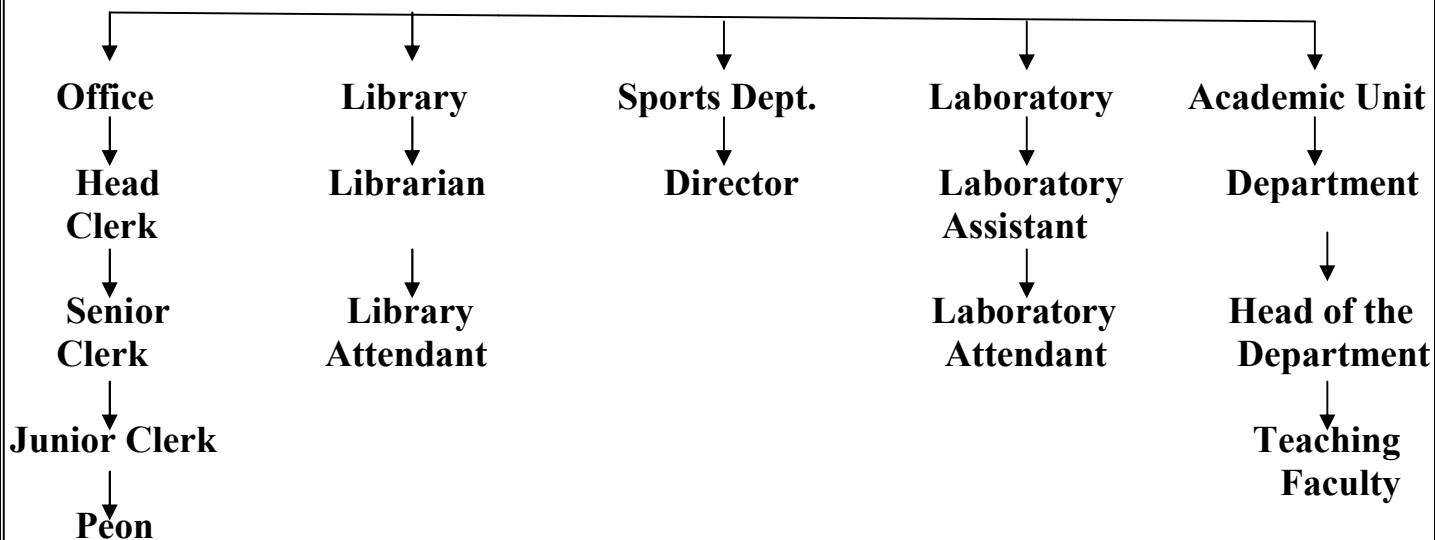 Office Library Sports Dept. Laboratory Academic Unit
Head Librarian Director Laboratory Department
Clerk Assistant
Senior Library Laboratory Head of the
Clerk Attendant Attendant Department
Junior Clerk Teaching
Faculty
Peon